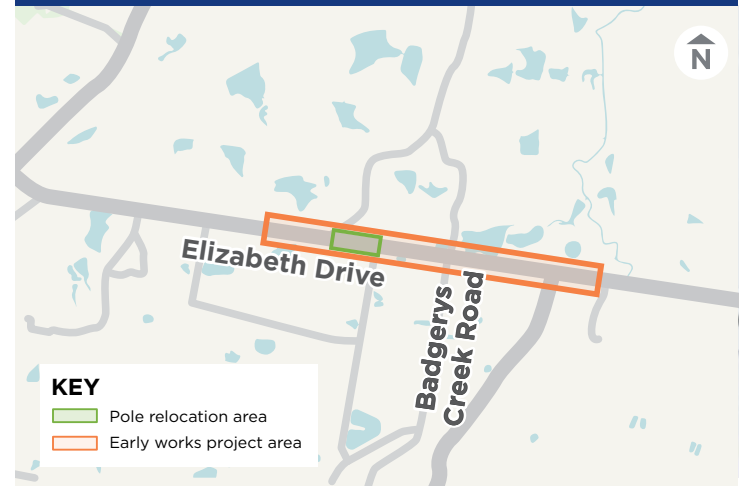 N
Elizabeth Drive
Badgerys
Creek Road
KEY
Pole relocation area
Early works project area